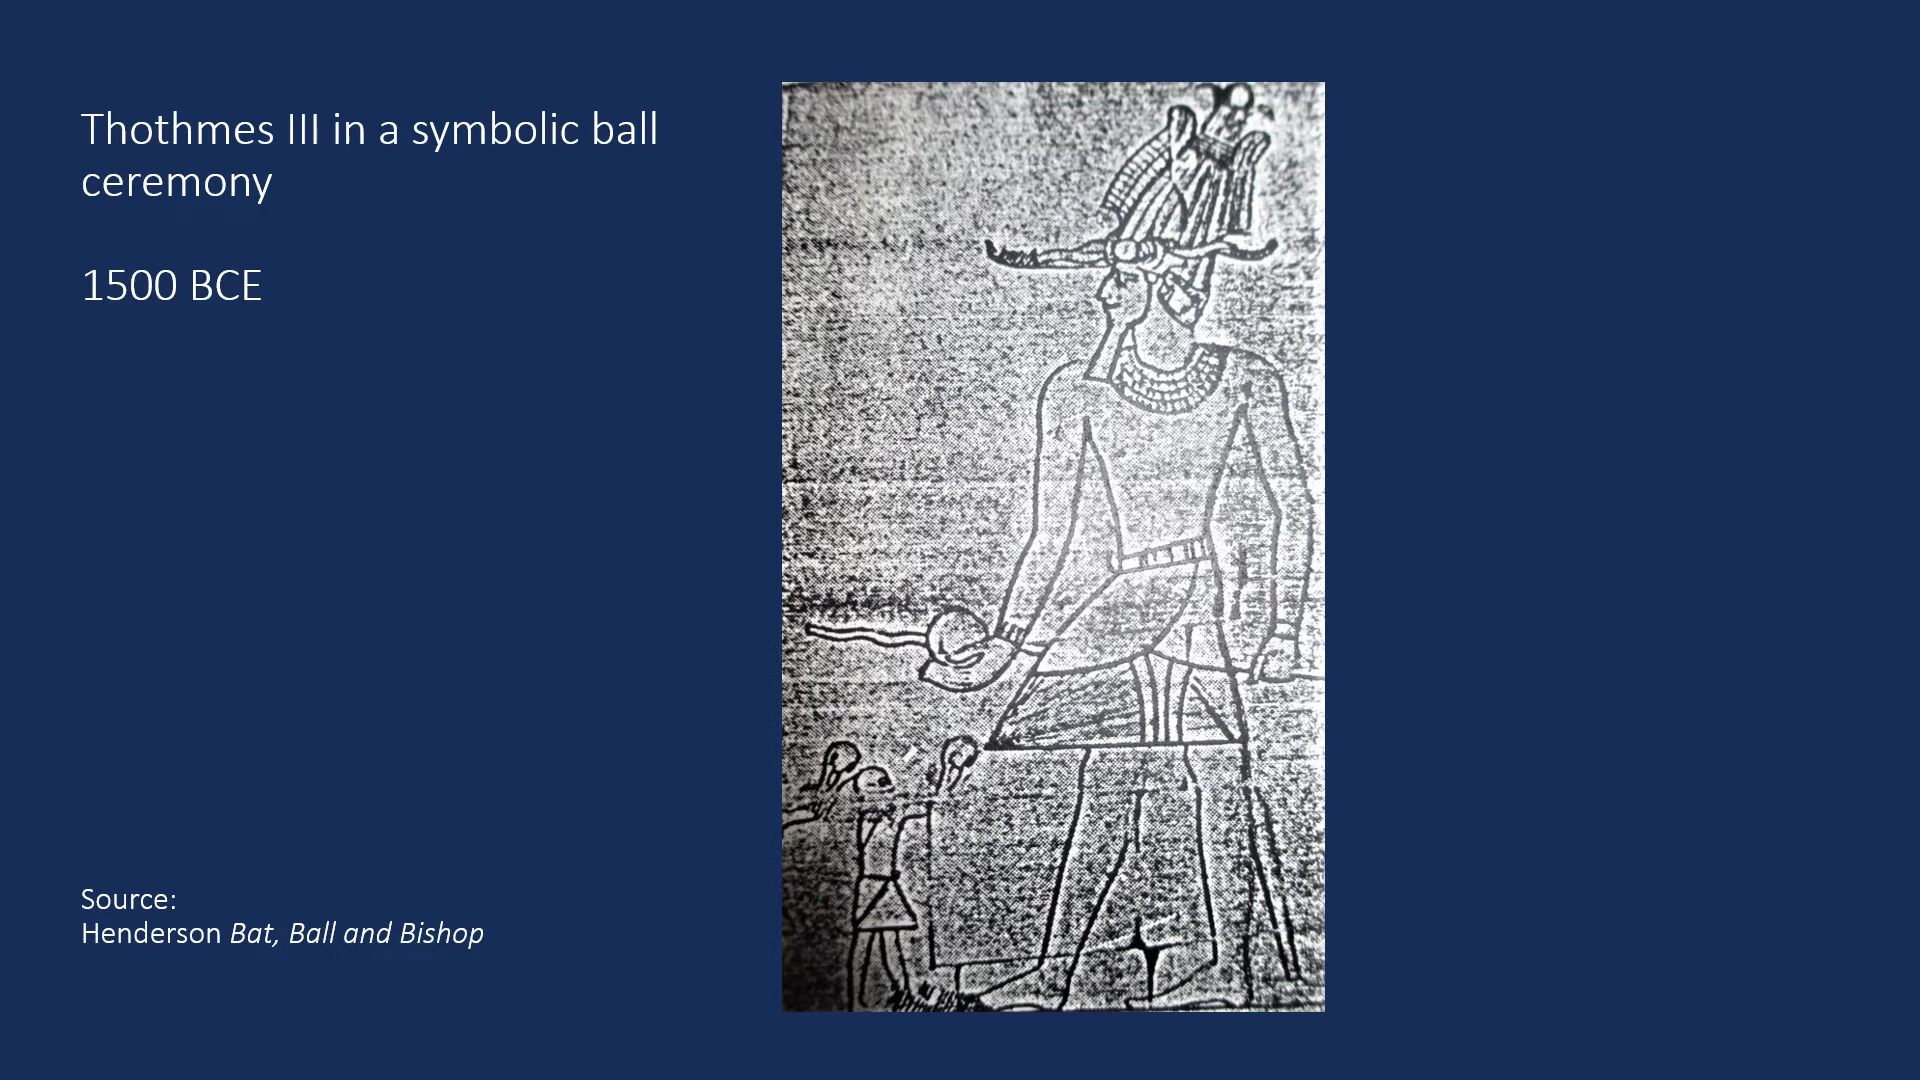 Thothmes III in a symbolic ball
ceremony
1500 BCE
Source:
Henderson Bat, Ball and Bishop